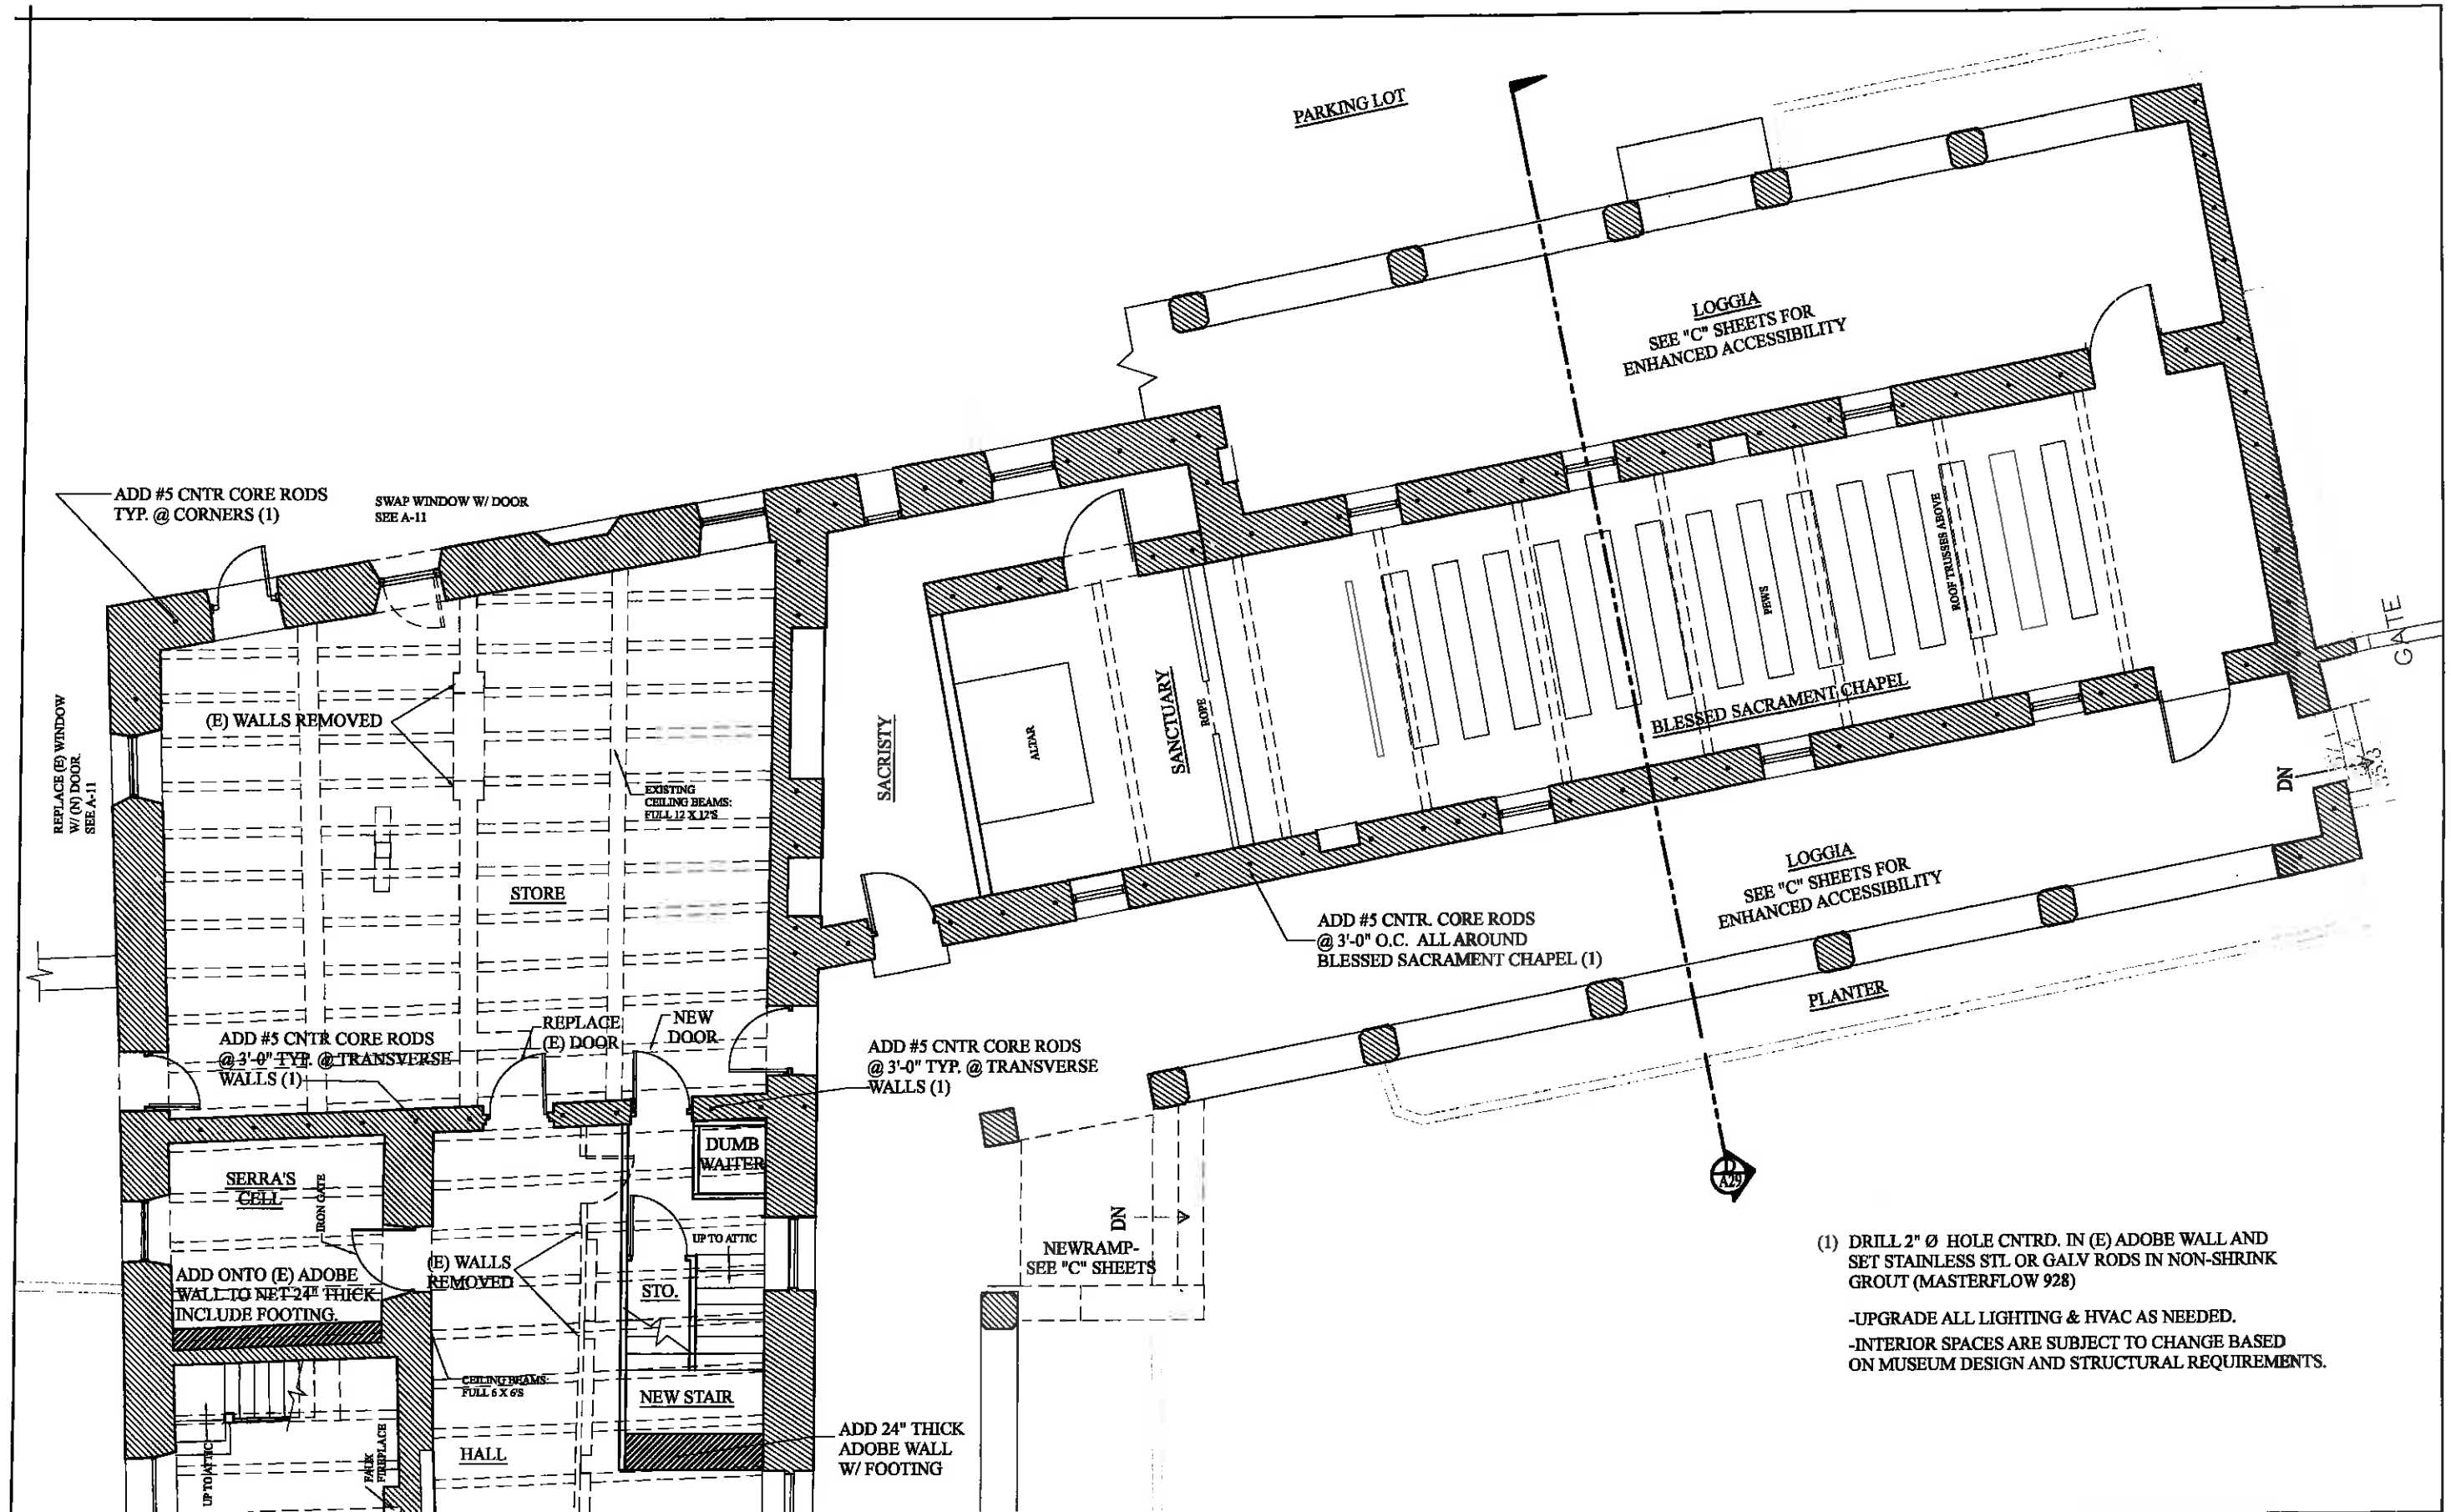 PARKING LOT
LOGGIA
SEE "C" SHEETS FOR
ENHANCED ACCESSIBILITY
ADD #5 CNTR CORE RODS
TYP. @ CORNERS (1)
SWAP WINDOW W/ DOOR
SEE A-11
REPLACE (E) WINDOW
W/ (N) DOOR.
SEE A-11
(E) WALLS REMOVED
EXISTING
CEILING BEAMS:
FULL 12 X 12'S
STORE
SACRISTY
ALTAR
SANCTUARY
ROPE
PEWS
ROOF TRUSSES ABOVE
BLESSED SACRAMENT CHAPEL
GATE
DN
LOGGIA
SEE "C" SHEETS FOR
ENHANCED ACCESSIBILITY
ADD #5 CNTR. CORE RODS
@ 3'-0" O.C. ALL AROUND
BLESSED SACRAMENT CHAPEL (1)
PLANTER
ADD #5 CNTR CORE RODS
@ 3'-0" TYP. @ TRANSVERSE
WALLS (1)
REPLACE
(E) DOOR
NEW
DOOR
ADD #5 CNTR CORE RODS
@ 3'-0" TYP. @ TRANSVERSE
WALLS (1)
DUMB
WAITER
SERRA'S
CELL
IRON GATE
(E) WALLS
REMOVED
UP TO ATTIC
STO.
ADD ONTO (E) ADOBE
WALL TO NET 24" THICK.
INCLUDE FOOTING.
CEILING BEAMS:
FULL 6 X 6'S
NEW STAIR
HALL
UP TO ATTIC
FAUX
FIREPLACE
ADD 24" THICK
ADOBE WALL
W/ FOOTING
DN
NEWRAMP-
SEE "C" SHEETS
D
A29
(1) DRILL 2" Ø HOLE CNTRD. IN (E) ADOBE WALL AND
SET STAINLESS STL OR GALV RODS IN NON-SHRINK
GROUT (MASTERFLOW 928)
-UPGRADE ALL LIGHTING & HVAC AS NEEDED.
-INTERIOR SPACES ARE SUBJECT TO CHANGE BASED
ON MUSEUM DESIGN AND STRUCTURAL REQUIREMENTS.